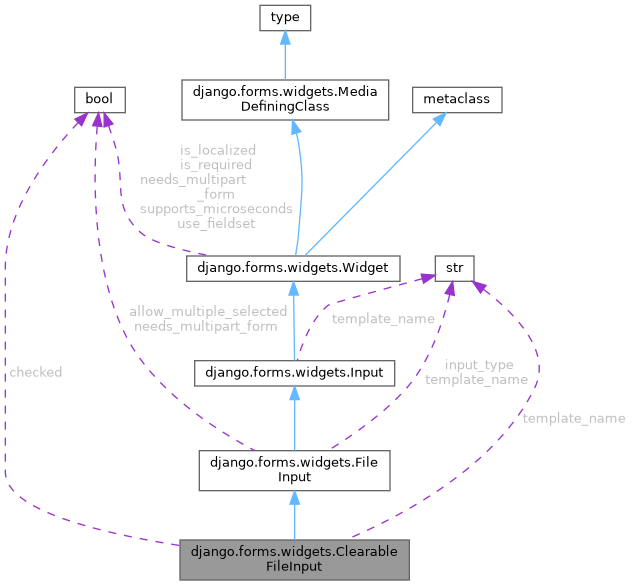 type
django.forms.widgets.Media
DefiningClass
bool
metaclass
is_localized
is_required
needs_multipart
_form
supports_microseconds
use_fieldset
django.forms.widgets.Widget
str
allow_multiple_selected
needs_multipart_form
template_name
django.forms.widgets.Input
checked
input_type
template_name
template_name
django.forms.widgets.File
Input
django.forms.widgets.Clearable
FileInput